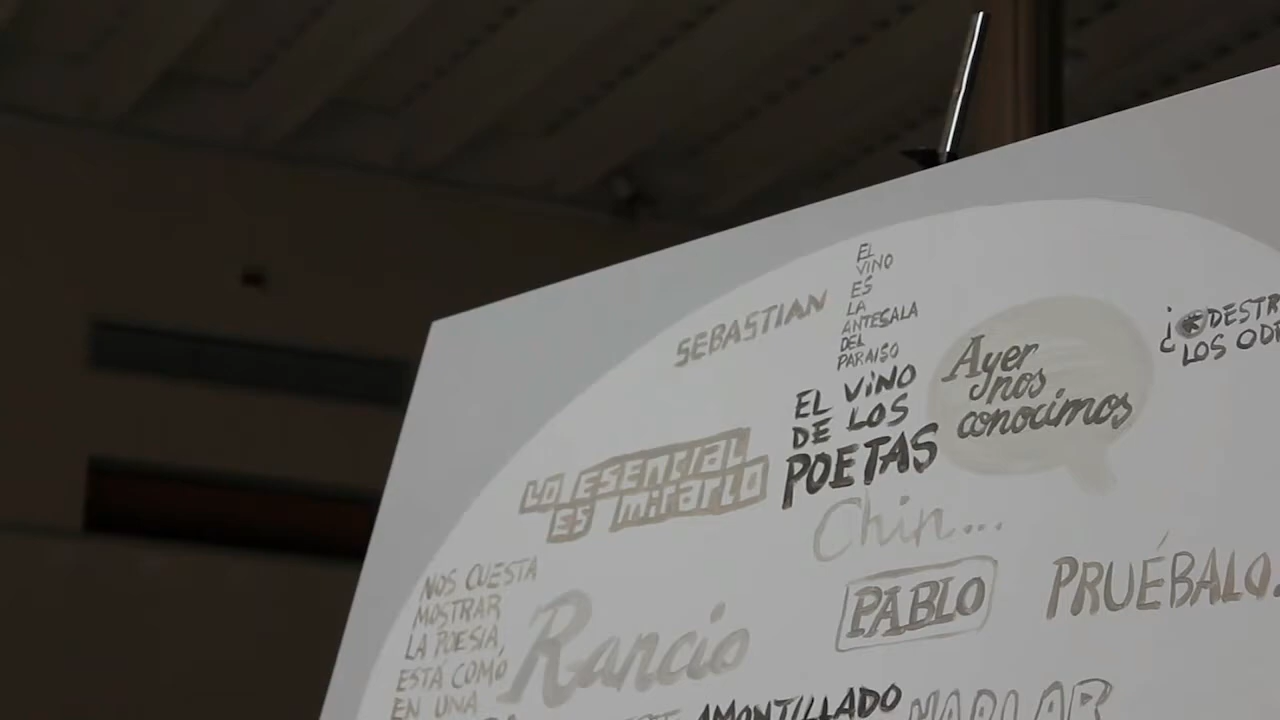 EL
VINO
ES
LA
ANTESALA
DEL
PARAISO
SEBASTIAN
EL VINO
DE LOS
POETAS
Ayer
nos
conocimos
LOS
LO ESENCIAL
ES MIRARLO
Chin...
NOS CUESTA
MOSTRAR
LA POESIA,
ESTÁ COMO
EN UNA
Rancio
PABLO
PRUÉBALO.
AMONTILLADO